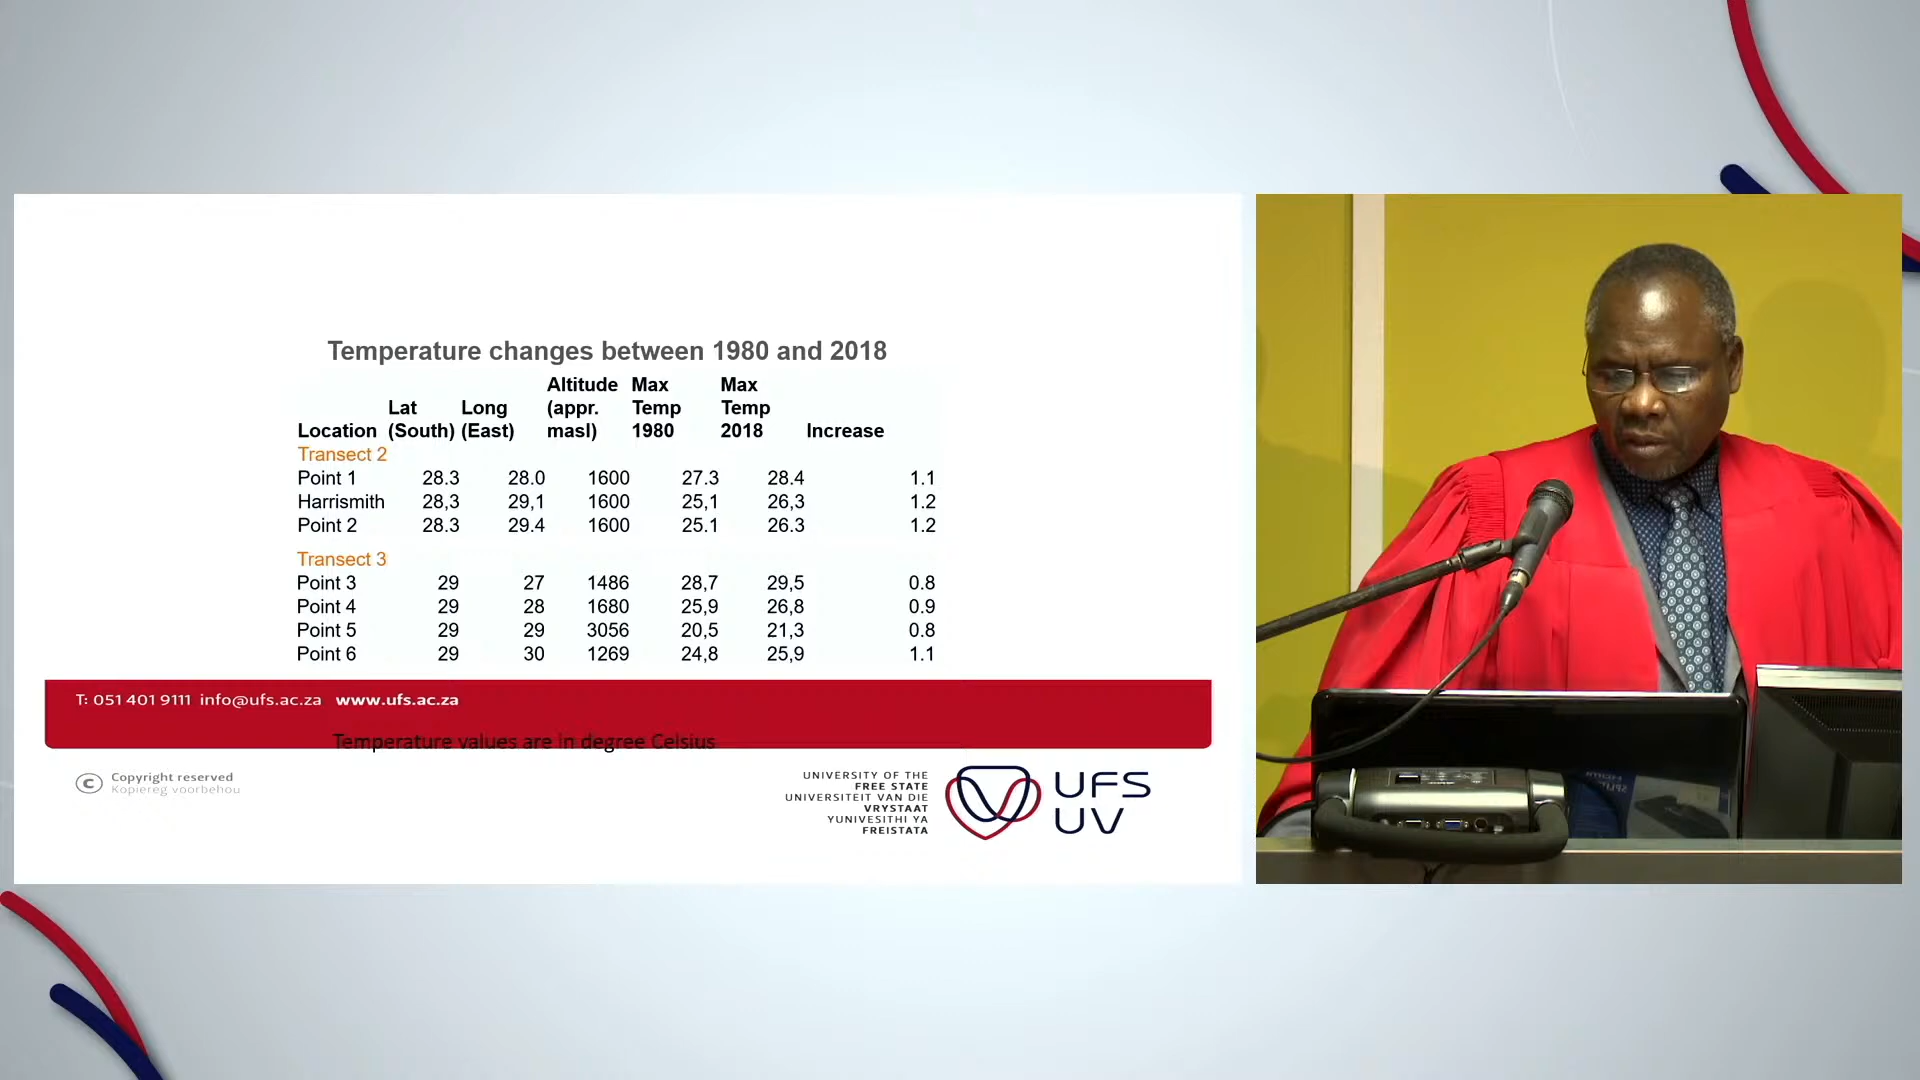 Temperature changes between 1980 and 2018
Location Lat (South) Long (East) Altitude (appr. masl) Max Temp 1980 Max Temp 2018 Increase
Transect 2
Point 1 28.3 28.0 1600 27.3 28.4 1.1
Harrismith 28,3 29,1 1600 25,1 26,3 1.2
Point 2 28.3 29.4 1600 25.1 26.3 1.2
Transect 3
Point 3 29 27 1486 28,7 29,5 0.8
Point 4 29 28 1680 25,9 26,8 0.9
Point 5 29 29 3056 20,5 21,3 0.8
Point 6 29 30 1269 24,8 25,9 1.1
T: 051 401 9111 info@ufs.ac.za www.ufs.ac.za
Temperature values are in degree Celsius
C Copyright reserved
Kopiereg voorbehou
UNIVERSITY OF THE
FREE STATE
UNIVERSITEIT VAN DIE
VRYSTAAT
YUNIVESITHI YA
FREISTATA
UFS
UV